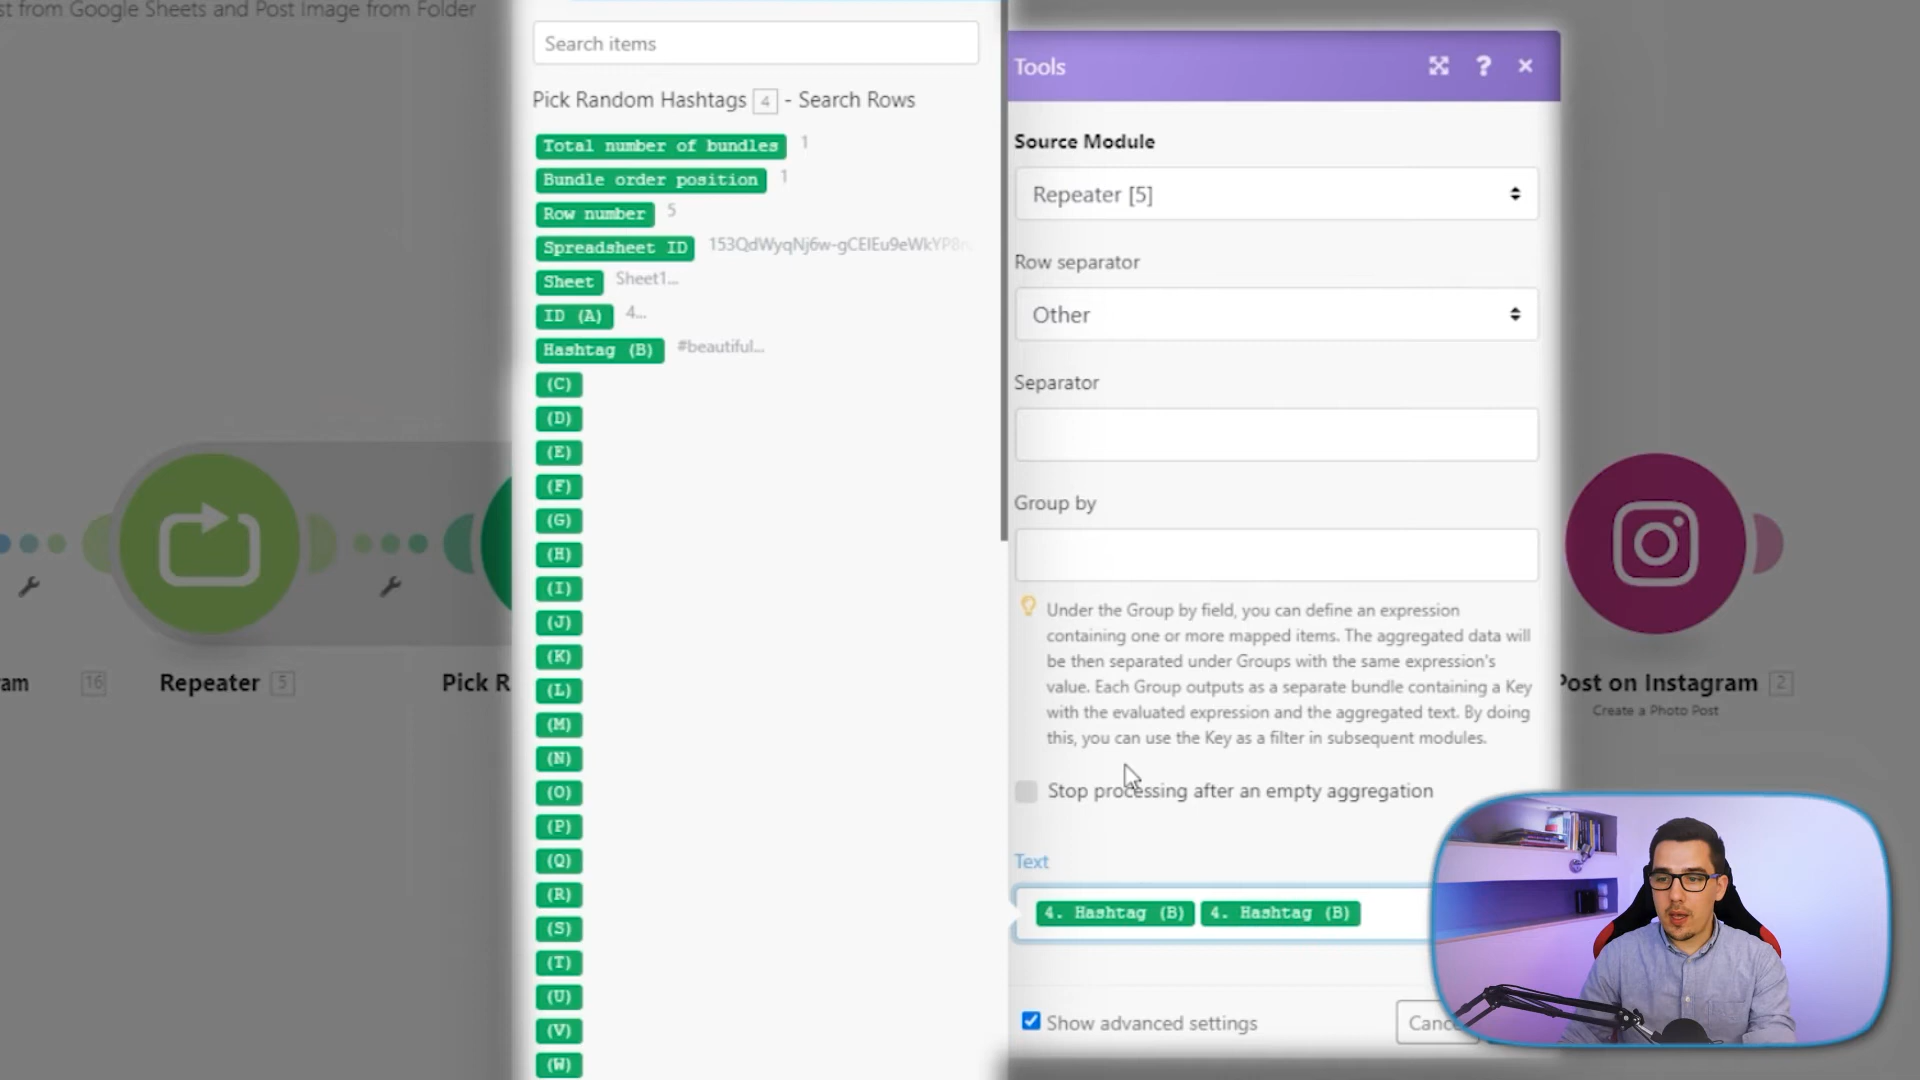 st from Google Sheets and Post Image from Folder
Search items
Pick Random Hashtags 4 - Search Rows
Total number of bundles 1
Bundle order position 1
Row number 5
Spreadsheet ID 153QdWyqNj6w-gCEIEu9eWkYP8
Sheet Sheet1...
ID (A) 4...
Hashtag (B) #beautiful...
(C)
(D)
(E)
(F)
(G)
(H)
(I)
(J)
(K)
(L)
(M)
(N)
(O)
(P)
(Q)
(R)
(S)
(T)
(U)
(V)
(W)
Tools
?
Source Module
Repeater [5]
Row separator
Other
Separator
Group by
Under the Group by field, you can define an expression
containing one or more mapped items. The aggregated data will
be then separated under Groups with the same expression's
value. Each Group outputs as a separate bundle containing a Key
with the evaluated expression and the aggregated text. By doing
this, you can use the Key as a filter in subsequent modules.
Stop processing after an empty aggregation
Text
4. Hashtag (B) 4. Hashtag (B)
Show advanced settings
Canc
am 16
Repeater 5
Pick R
Post on Instagram 2
Create a Photo Post